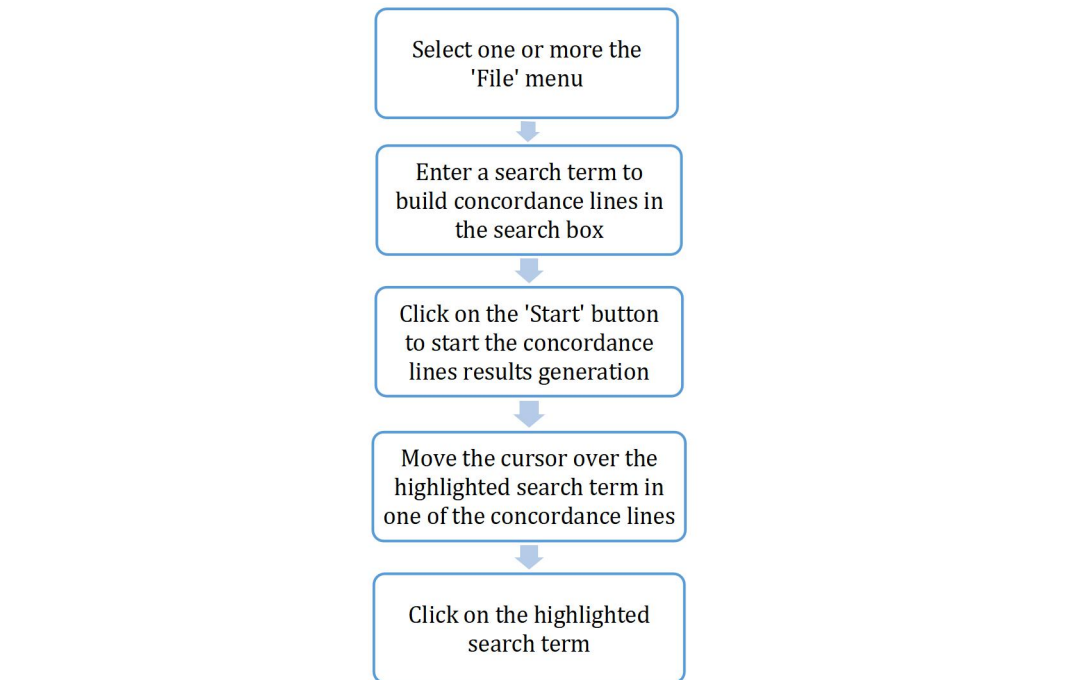 Select one or more the
'File' menu
Enter a search term to
build concordance lines in
the search box
Click on the 'Start' button
to start the concordance
lines results generation
Move the cursor over the
highlighted search term in
one of the concordance lines
Click on the highlighted
search term